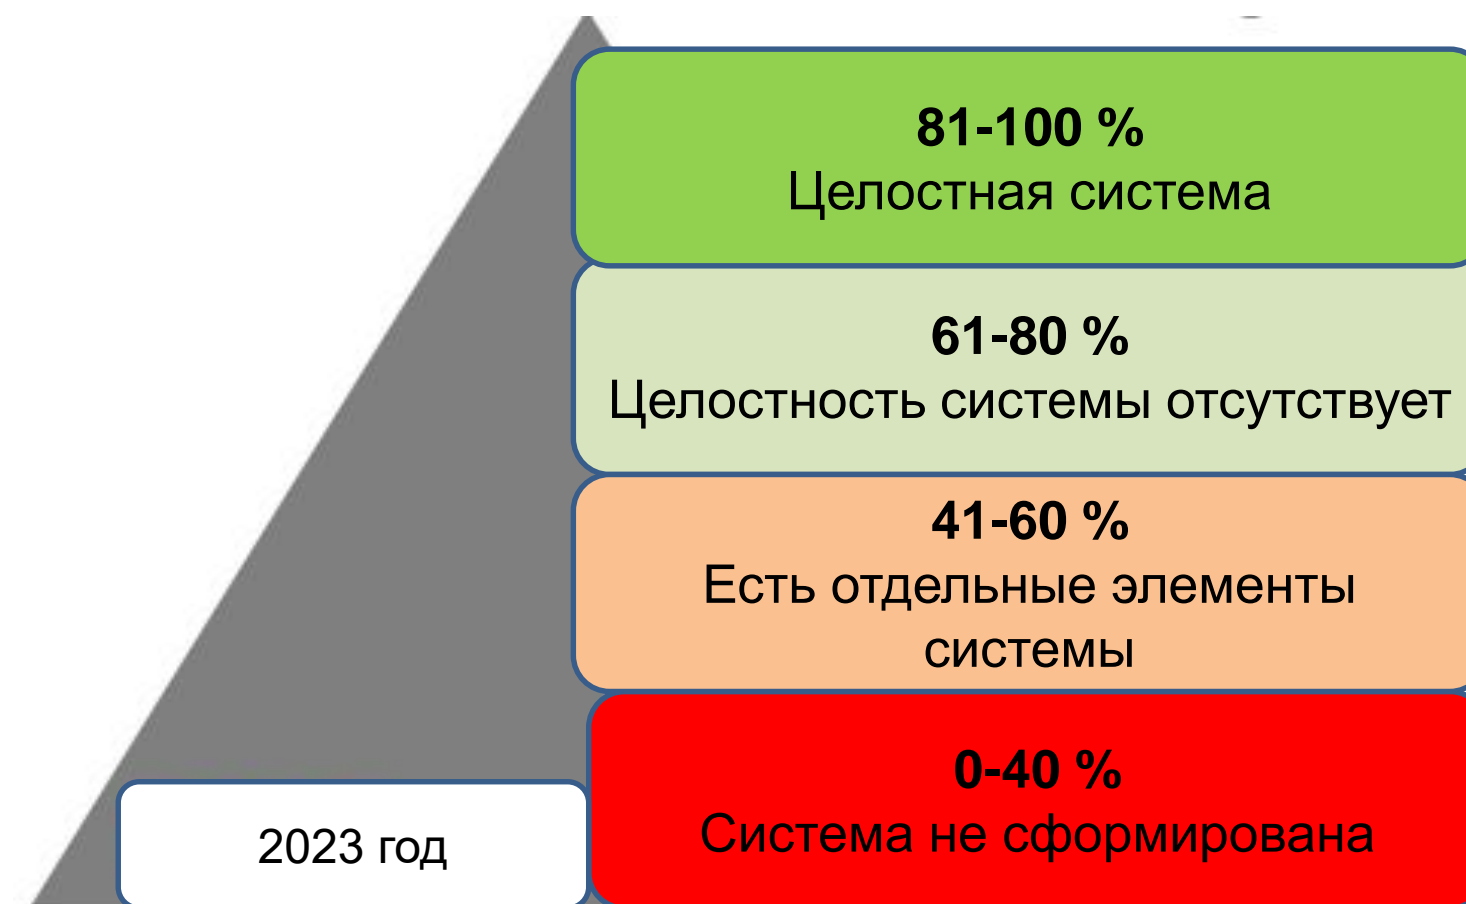 81-100 %
Целостная система
61-80 %
Целостность системы отсутствует
41-60 %
Есть отдельные элементы
системы
0-40 %
Система не сформирована
2023 год